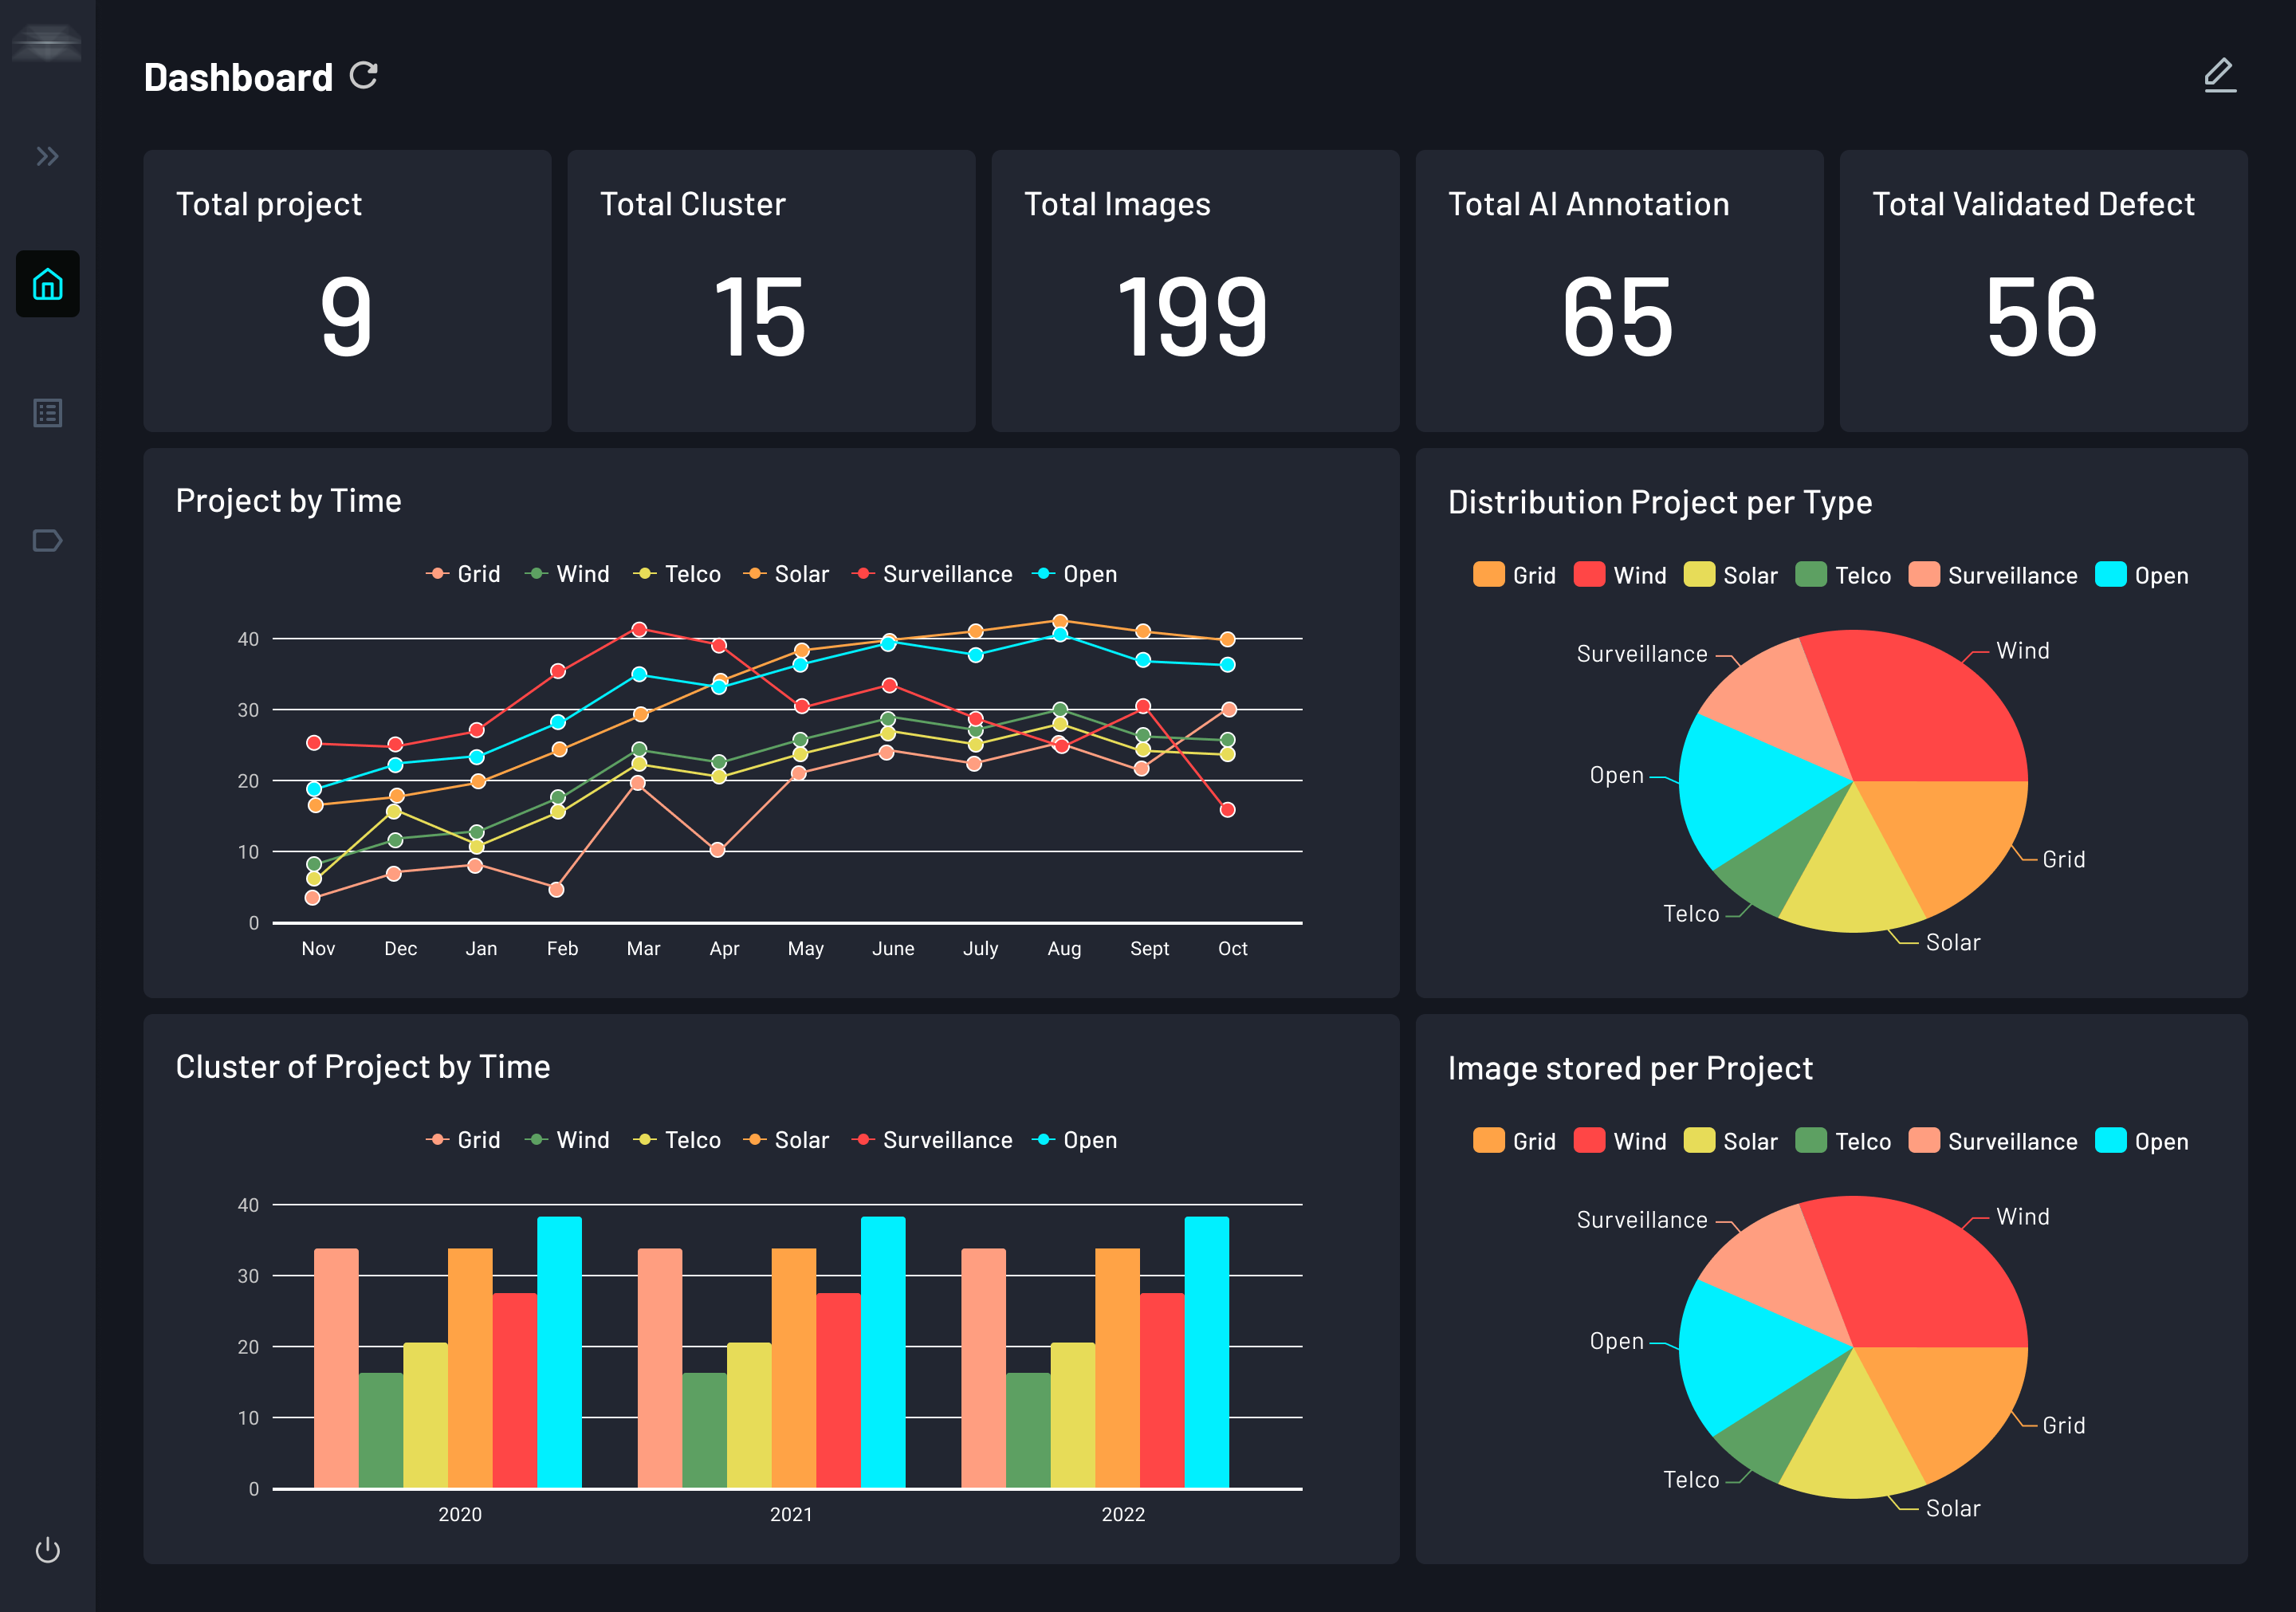 Dashboard
Total project
9
Total Cluster
15
Total Images
199
Total AI Annotation
65
Total Validated Defect
56
Project by Time
Grid Wind Telco Solar Surveillance Open
40
30
20
10
0
Nov Dec Jan Feb Mar Apr May June July Aug Sept Oct
Distribution Project per Type
Grid Wind Solar Telco Surveillance Open
Wind
Surveillance
Open
Grid
Telco
Solar
Cluster of Project by Time
Grid Wind Telco Solar Surveillance Open
40
30
20
10
0
2020 2021 2022
Image stored per Project
Grid Wind Solar Telco Surveillance Open
Wind
Surveillance
Open
Grid
Telco
Solar